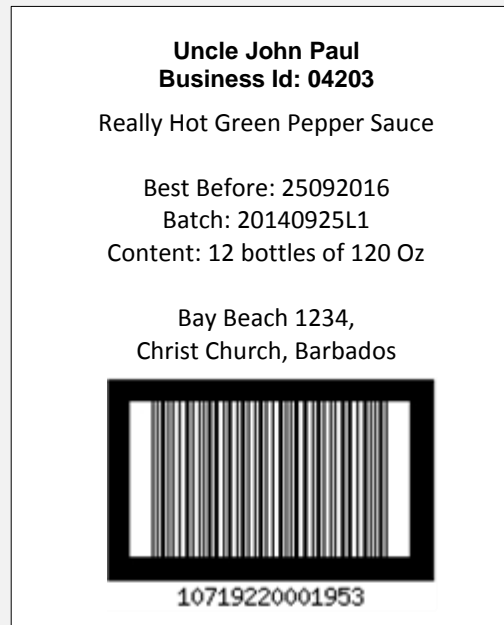 Uncle John Paul
Business Id: 04203
Really Hot Green Pepper Sauce
Best Before: 25092016
Batch: 20140925L1
Content: 12 bottles of 120 Oz
Bay Beach 1234,
Christ Church, Barbados
10719220001953